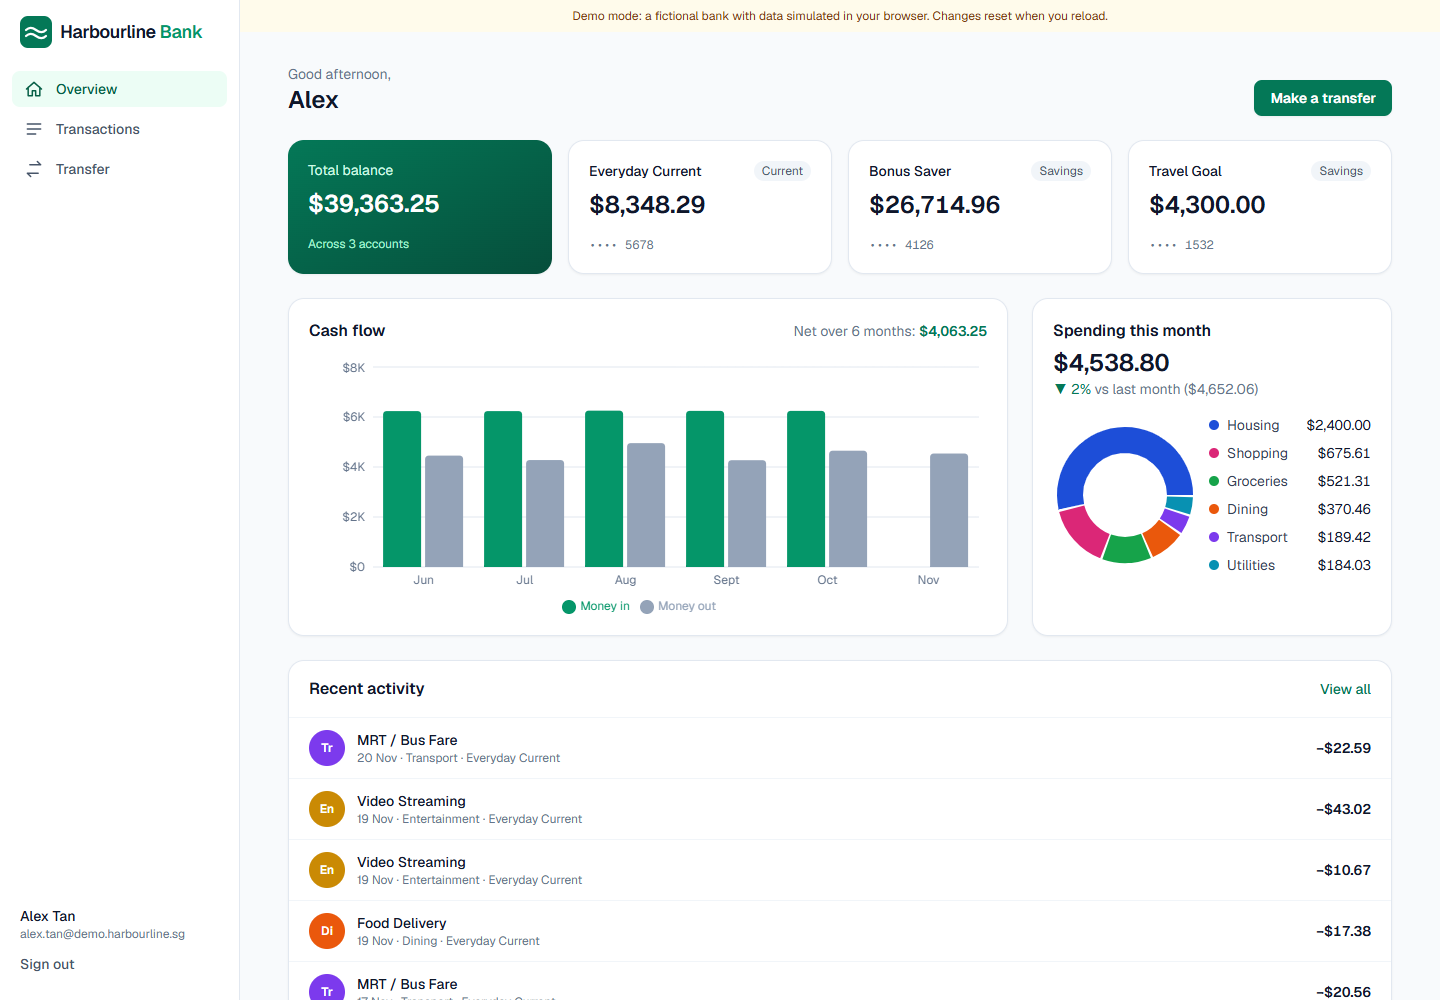 Harbourline Bank
Overview
Transactions
Transfer
Alex Tan
alex.tan@demo.harbourline.sg
Sign out
Demo mode: a fictional bank with data simulated in your browser. Changes reset when you reload.
Good afternoon,
Alex
Make a transfer
Total balance
$39,363.25
Across 3 accounts
Everyday Current
Current
$8,348.29
•••• 5678
Bonus Saver
Savings
$26,714.96
•••• 4126
Travel Goal
Savings
$4,300.00
•••• 1532
Cash flow
Net over 6 months: $4,063.25
$8K
$6K
$4K
$2K
$0
Jun Jul Aug Sept Oct Nov
Money in Money out
Spending this month
$4,538.80
▼ 2% vs last month ($4,652.06)
Housing $2,400.00
Shopping $675.61
Groceries $521.31
Dining $370.46
Transport $189.42
Utilities $184.03
Recent activity
View all
Tr
MRT / Bus Fare
20 Nov · Transport · Everyday Current
−$22.59
En
Video Streaming
19 Nov · Entertainment · Everyday Current
−$43.02
En
Video Streaming
19 Nov · Entertainment · Everyday Current
−$10.67
Di
Food Delivery
19 Nov · Dining · Everyday Current
−$17.38
Tr
MRT / Bus Fare
−$20.56